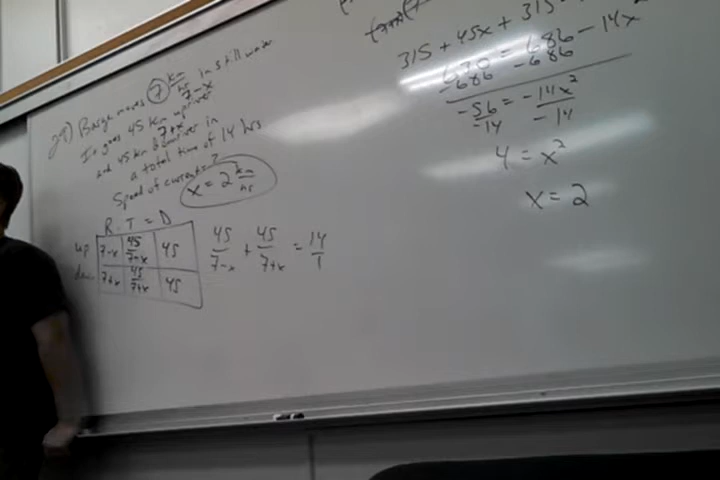 29) Barge moves 7 km/hr in still water
7-x
It goes 45 km upriver
7+x
and 45 km downriver in
a total time of 14 hrs
Speed of current = ?
x = 2 km/hr
R · T = D
up 7-x 45/7-x 45
down 7+x 45/7+x 45
45/7-x + 45/7+x = 14/1
315 + 45x + 315
630 = 686 - 14x²
-686 -686
-56/-14 = -14x²/-14
4 = x²
x = 2